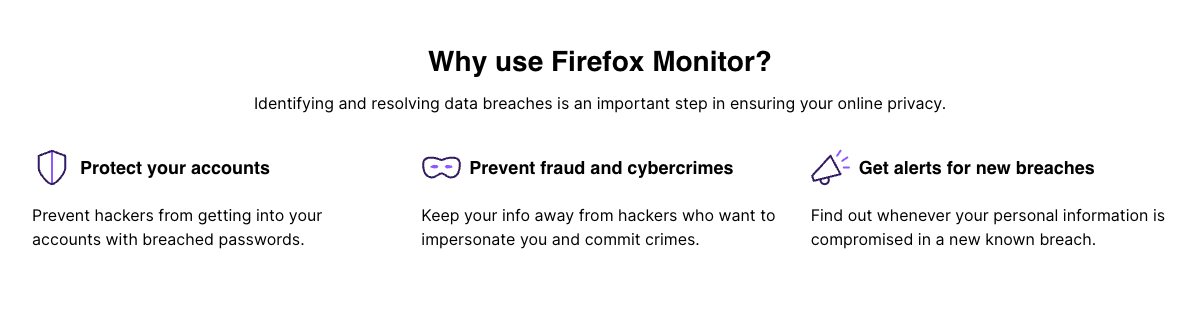 Why use Firefox Monitor?
Identifying and resolving data breaches is an important step in ensuring your online privacy.
Protect your accounts
Prevent hackers from getting into your
accounts with breached passwords.
Prevent fraud and cybercrimes
Keep your info away from hackers who want to
impersonate you and commit crimes.
Get alerts for new breaches
Find out whenever your personal information is
compromised in a new known breach.